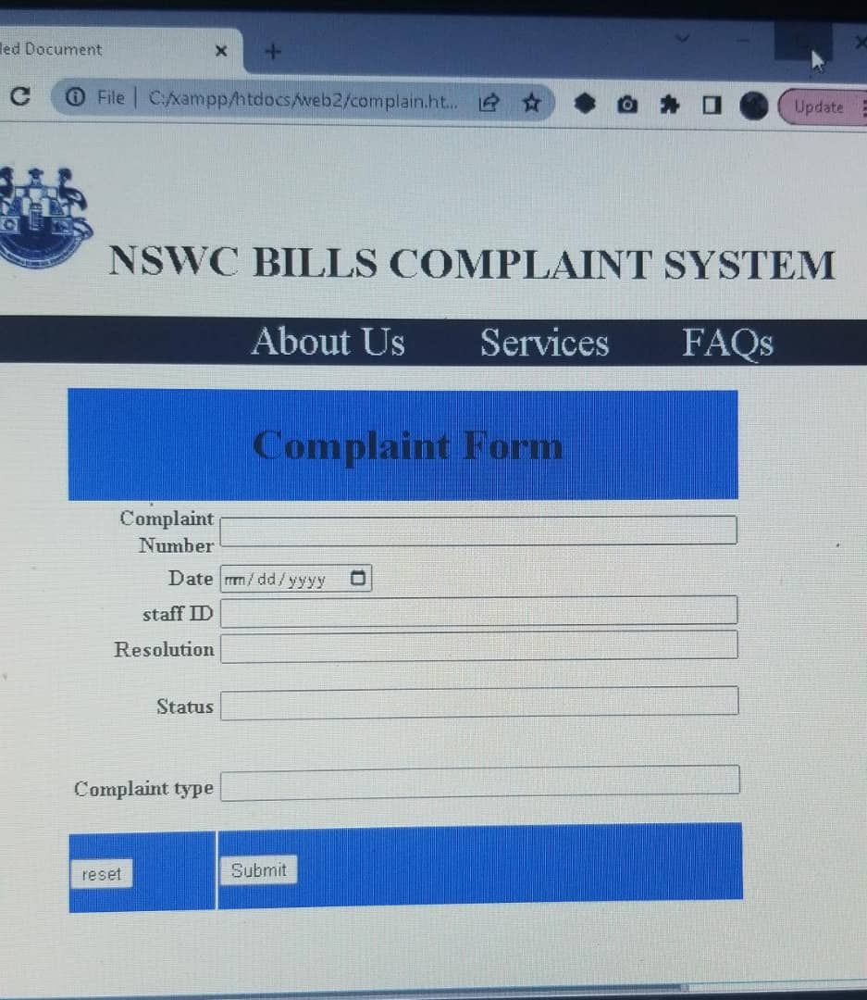 led Document
File | C:/xampp/htdocs/web2/complain.ht...
Update
NSWC BILLS COMPLAINT SYSTEM
About Us Services FAQs
Complaint Form
Complaint
Number
Date mm/dd/yyyy
staff ID
Resolution
Status
Complaint type
reset Submit